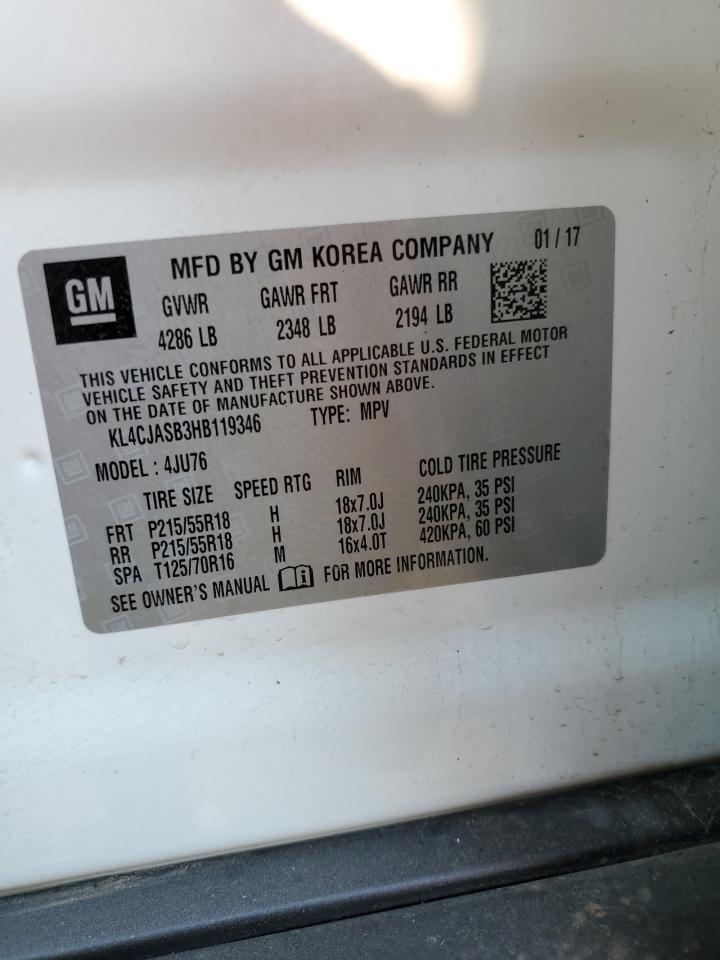 GM
MFD BY GM KOREA COMPANY 01 / 17
GVWR GAWR FRT GAWR RR
4286 LB 2348 LB 2194 LB
THIS VEHICLE CONFORMS TO ALL APPLICABLE U.S. FEDERAL MOTOR
VEHICLE SAFETY AND THEFT PREVENTION STANDARDS IN EFFECT
ON THE DATE OF MANUFACTURE SHOWN ABOVE.
KL4CJASB3HB119346 TYPE: MPV
MODEL : 4JU76
TIRE SIZE SPEED RTG RIM COLD TIRE PRESSURE
FRT P215/55R18 H 18x7.0J 240KPA, 35 PSI
RR P215/55R18 H 18x7.0J 240KPA, 35 PSI
SPA T125/70R16 M 16x4.0T 420KPA, 60 PSI
SEE OWNER'S MANUAL i FOR MORE INFORMATION.